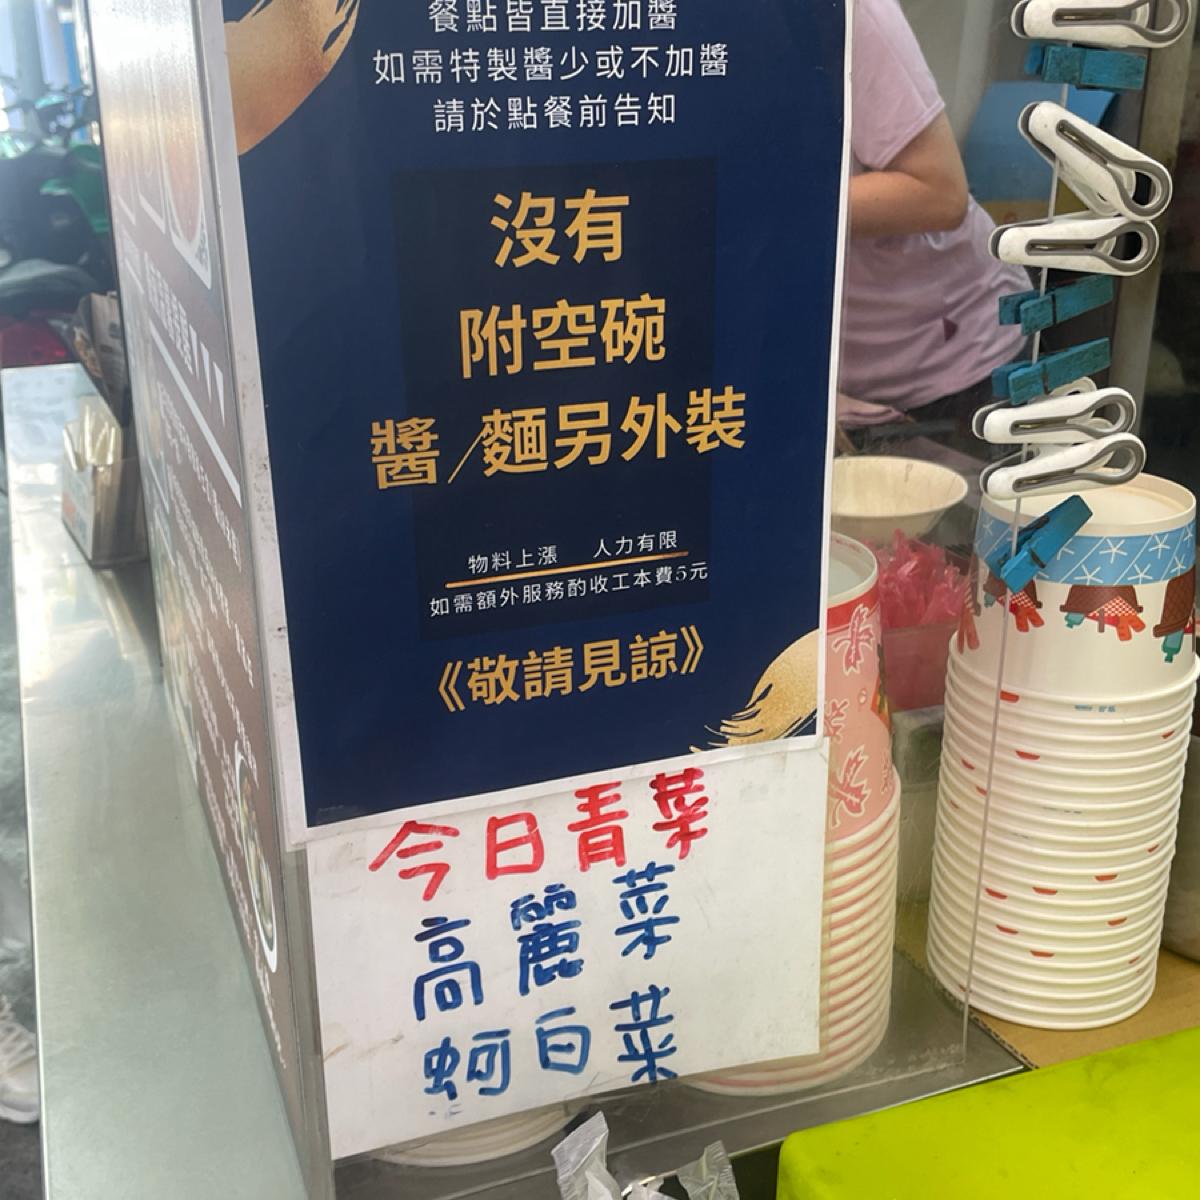 餐點皆直接加醬
如需特製醬少或不加醬
請於點餐前告知
沒有
附空碗
醬/麵另外裝
物料上漲 人力有限
如需額外服務酌收工本費5元
《敬請見諒》
今日青菜
高麗菜
蚵白菜